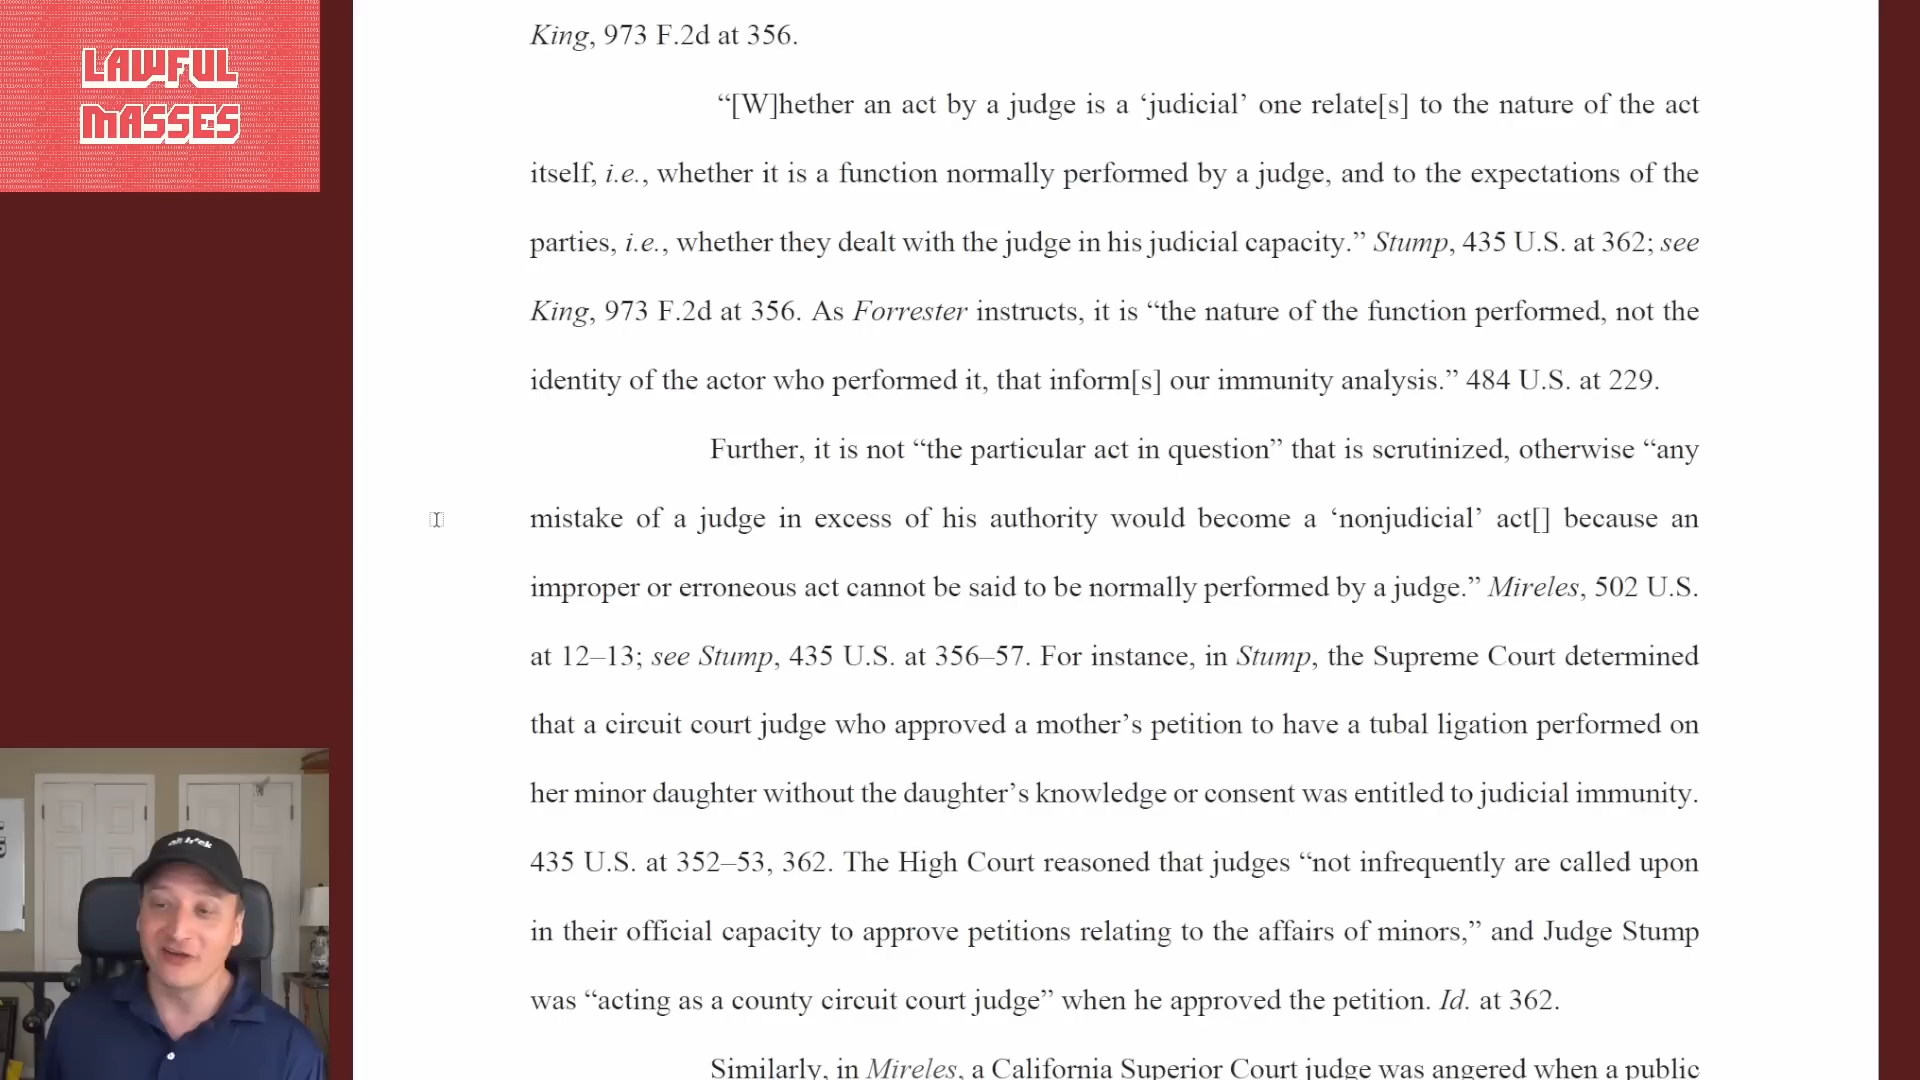 LAWFUL
MASSES
King, 973 F.2d at 356.
“[W]hether an act by a judge is a ‘judicial’ one relate[s] to the nature of the act
itself, i.e., whether it is a function normally performed by a judge, and to the expectations of the
parties, i.e., whether they dealt with the judge in his judicial capacity.” Stump, 435 U.S. at 362; see
King, 973 F.2d at 356. As Forrester instructs, it is “the nature of the function performed, not the
identity of the actor who performed it, that inform[s] our immunity analysis.” 484 U.S. at 229.
Further, it is not “the particular act in question” that is scrutinized, otherwise “any
mistake of a judge in excess of his authority would become a ‘nonjudicial’ act[] because an
improper or erroneous act cannot be said to be normally performed by a judge.” Mireles, 502 U.S.
at 12–13; see Stump, 435 U.S. at 356–57. For instance, in Stump, the Supreme Court determined
that a circuit court judge who approved a mother’s petition to have a tubal ligation performed on
her minor daughter without the daughter’s knowledge or consent was entitled to judicial immunity.
435 U.S. at 352–53, 362. The High Court reasoned that judges “not infrequently are called upon
in their official capacity to approve petitions relating to the affairs of minors,” and Judge Stump
was “acting as a county circuit court judge” when he approved the petition. Id. at 362.
Similarly, in Mireles, a California Superior Court judge was angered when a public